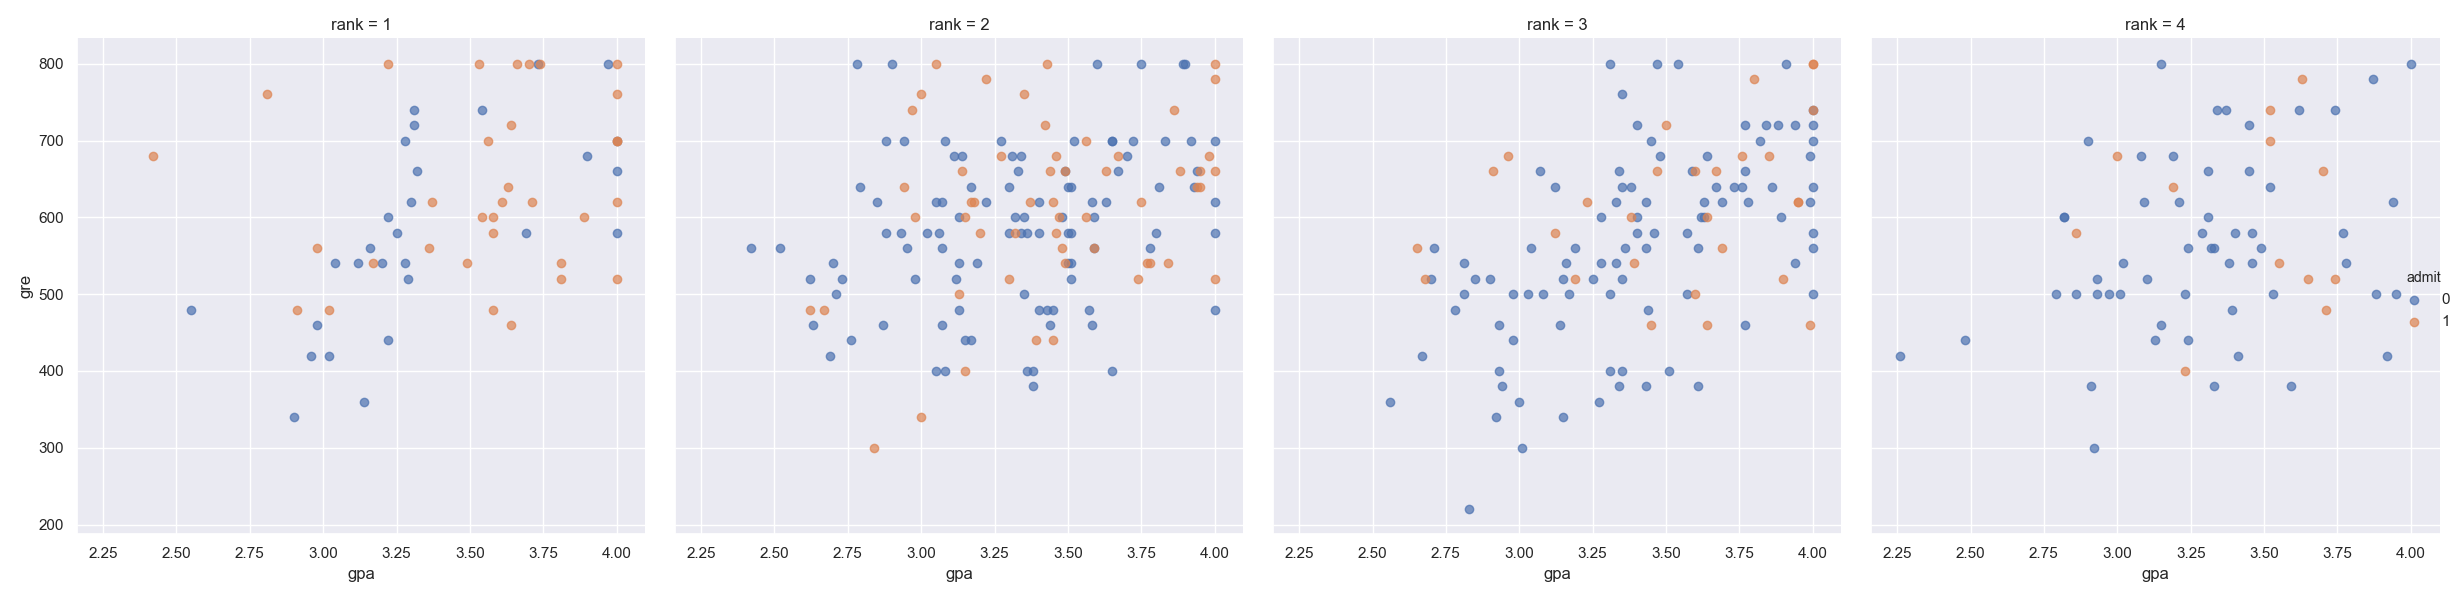 rank = 1
rank = 2
rank = 3
rank = 4
gre
800
700
600
500
400
300
200
2.25 2.50 2.75 3.00 3.25 3.50 3.75 4.00
2.25 2.50 2.75 3.00 3.25 3.50 3.75 4.00
2.25 2.50 2.75 3.00 3.25 3.50 3.75 4.00
2.25 2.50 2.75 3.00 3.25 3.50 3.75 4.00
gpa
gpa
gpa
gpa
admit
0
1